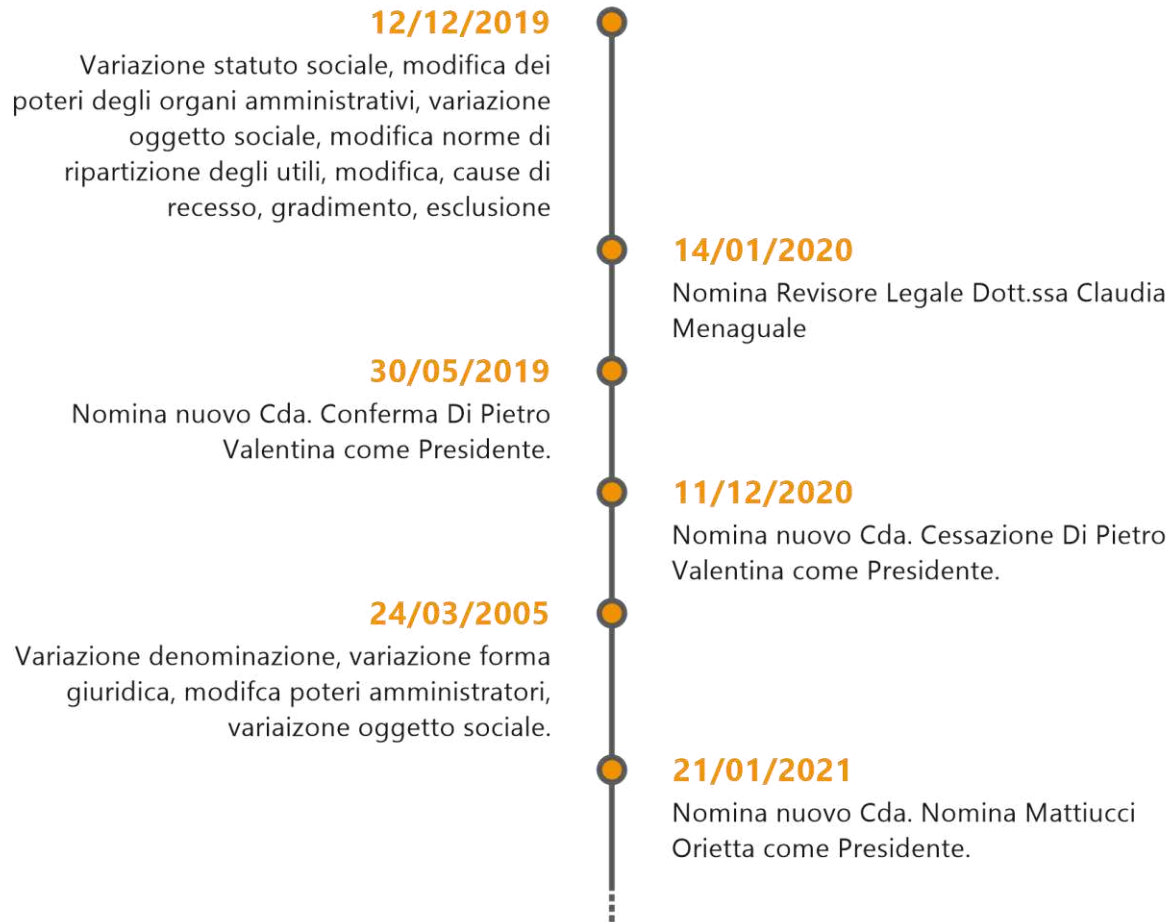 12/12/2019
Variazione statuto sociale, modifica dei
poteri degli organi amministrativi, variazione
oggetto sociale, modifica norme di
ripartizione degli utili, modifica, cause di
recesso, gradimento, esclusione
14/01/2020
Nomina Revisore Legale Dott.ssa Claudia
Menaguale
30/05/2019
Nomina nuovo Cda. Conferma Di Pietro
Valentina come Presidente.
11/12/2020
Nomina nuovo Cda. Cessazione Di Pietro
Valentina come Presidente.
24/03/2005
Variazione denominazione, variazione forma
giuridica, modifca poteri amministratori,
variaizone oggetto sociale.
21/01/2021
Nomina nuovo Cda. Nomina Mattiucci
Orietta come Presidente.